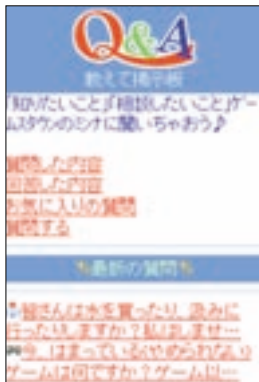 Q&A
教えて掲示板
「知りたいこと」「相談したいこと」ゲー
ムスタウンのミナに聞いちゃおう♪
質問した内容
回答した内容
お気に入りの質問
質問する
最新の質問
皆さんは水を買ったり、汲みに
行ったりしますか?私はしませ…
今、はまっている(やめられない)
ゲームは何ですか?ゲーム以…